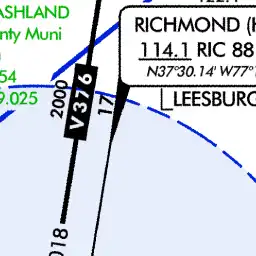 ASHLAND
nty Muni
54
9.025
RICHMOND (
114.1 RIC 88
N37°30.14' W77°
LEESBURG
2000
V376
17
018